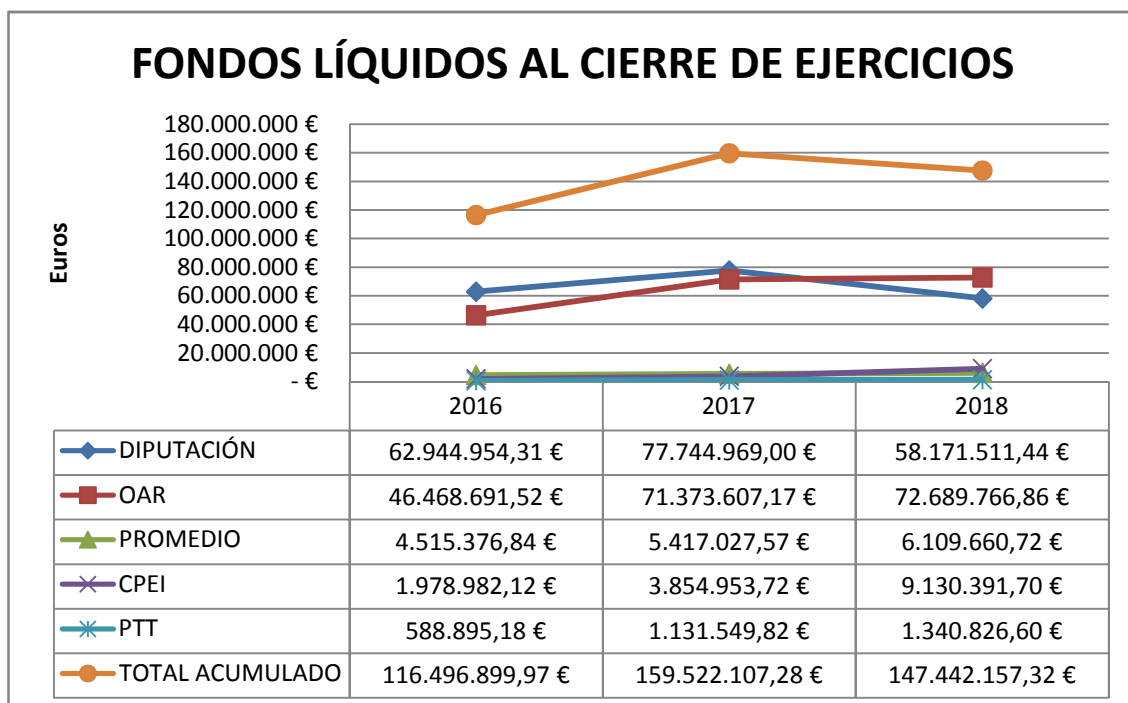 FONDOS LÍQUIDOS AL CIERRE DE EJERCICIOS
Euros
180.000.000 €
160.000.000 €
140.000.000 €
120.000.000 €
100.000.000 €
80.000.000 €
60.000.000 €
40.000.000 €
20.000.000 €
- €
2016 2017 2018
DIPUTACIÓN 62.944.954,31 € 77.744.969,00 € 58.171.511,44 €
OAR 46.468.691,52 € 71.373.607,17 € 72.689.766,86 €
PROMEDIO 4.515.376,84 € 5.417.027,57 € 6.109.660,72 €
CPEI 1.978.982,12 € 3.854.953,72 € 9.130.391,70 €
PTT 588.895,18 € 1.131.549,82 € 1.340.826,60 €
TOTAL ACUMULADO 116.496.899,97 € 159.522.107,28 € 147.442.157,32 €